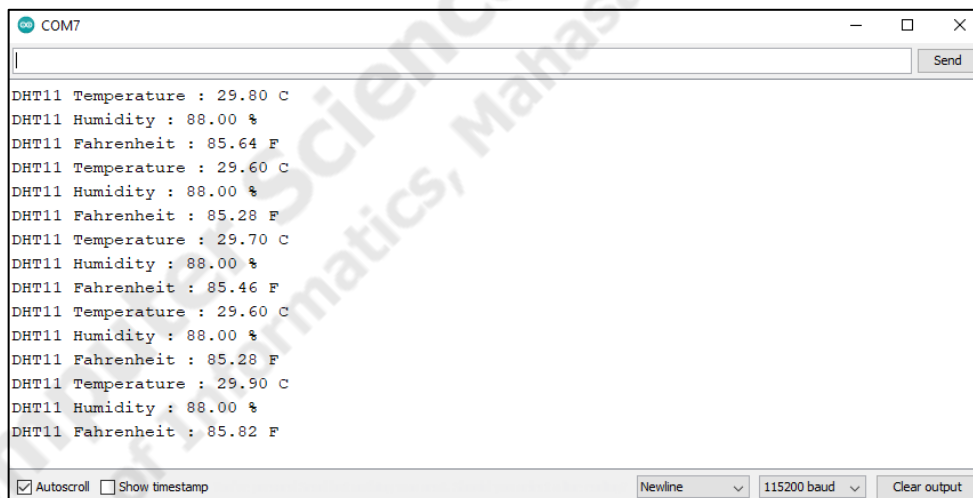 COM7
Send
DHT11 Temperature : 29.80 C
DHT11 Humidity : 88.00 %
DHT11 Fahrenheit : 85.64 F
DHT11 Temperature : 29.60 C
DHT11 Humidity : 88.00 %
DHT11 Fahrenheit : 85.28 F
DHT11 Temperature : 29.70 C
DHT11 Humidity : 88.00 %
DHT11 Fahrenheit : 85.46 F
DHT11 Temperature : 29.60 C
DHT11 Humidity : 88.00 %
DHT11 Fahrenheit : 85.28 F
DHT11 Temperature : 29.90 C
DHT11 Humidity : 88.00 %
DHT11 Fahrenheit : 85.82 F
Autoscroll Show timestamp Newline 115200 baud Clear output
of Informatics,